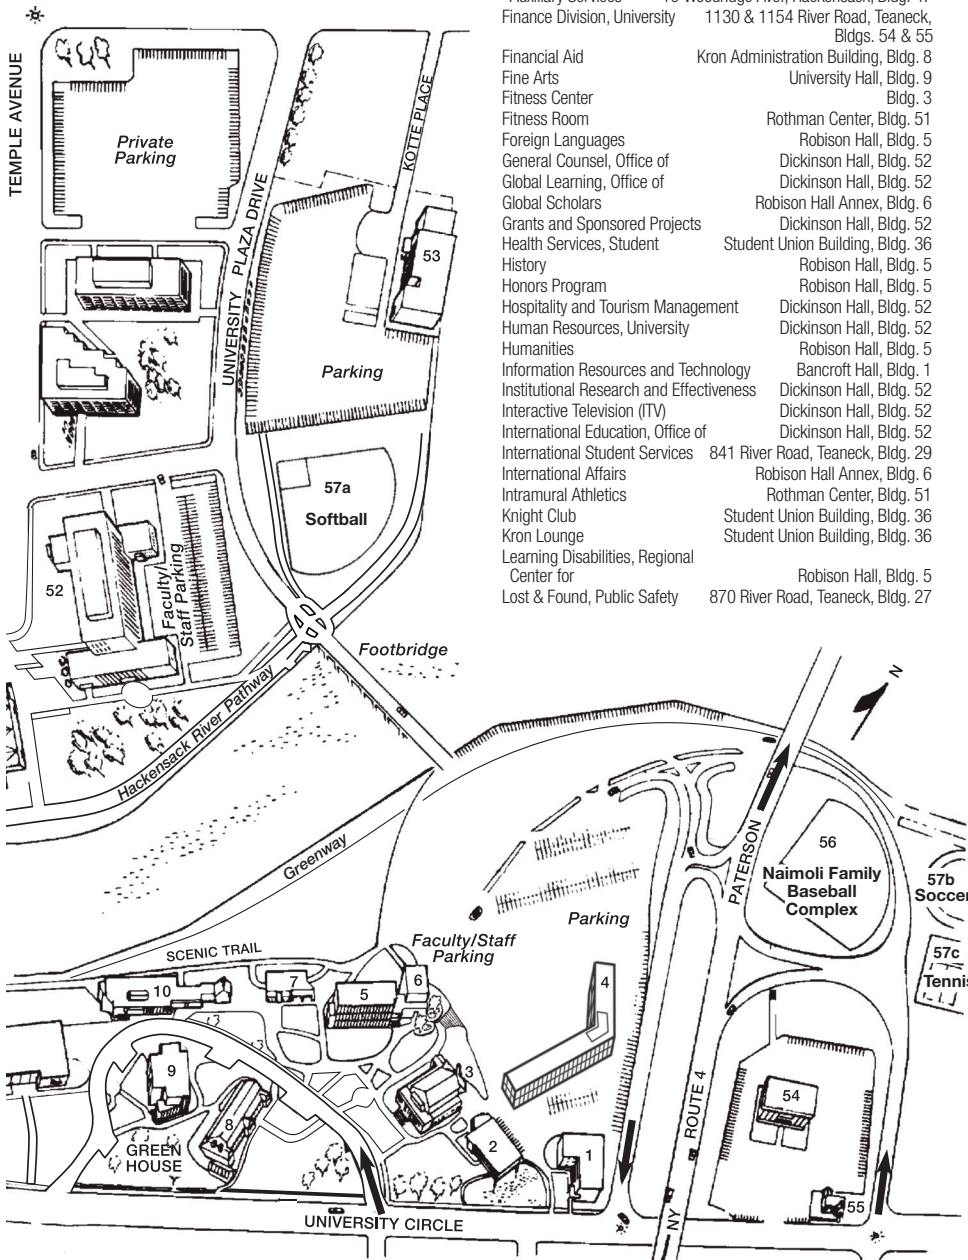 Finance Division, University 1130 & 1154 River Road, Teaneck,
Bldgs. 54 & 55
Financial Aid Kron Administration Building, Bldg. 8
Fine Arts University Hall, Bldg. 9
Fitness Center Bldg. 3
Fitness Room Rothman Center, Bldg. 51
Foreign Languages Robison Hall, Bldg. 5
General Counsel, Office of Dickinson Hall, Bldg. 52
Global Learning, Office of Dickinson Hall, Bldg. 52
Global Scholars Robison Hall Annex, Bldg. 6
Grants and Sponsored Projects Dickinson Hall, Bldg. 52
Health Services, Student Student Union Building, Bldg. 36
History Robison Hall, Bldg. 5
Honors Program Robison Hall, Bldg. 5
Hospitality and Tourism Management Dickinson Hall, Bldg. 52
Human Resources, University Dickinson Hall, Bldg. 52
Humanities Robison Hall, Bldg. 5
Information Resources and Technology Bancroft Hall, Bldg. 1
Institutional Research and Effectiveness Dickinson Hall, Bldg. 52
Interactive Television (ITV) Dickinson Hall, Bldg. 52
International Education, Office of Dickinson Hall, Bldg. 52
International Student Services 841 River Road, Teaneck, Bldg. 29
International Affairs Robison Hall Annex, Bldg. 6
Intramural Athletics Rothman Center, Bldg. 51
Knight Club Student Union Building, Bldg. 36
Kron Lounge Student Union Building, Bldg. 36
Learning Disabilities, Regional
Center for Robison Hall, Bldg. 5
Lost & Found, Public Safety 870 River Road, Teaneck, Bldg. 27
TEMPLE AVENUE
Private
Parking
KOTTE PLACE
UNIVERSITY PLAZA DRIVE
53
Parking
57a
Softball
52
Faculty/
Staff Parking
Footbridge
Hackensack River Pathway
N
Greenway
PATERSON
56
Naimoli Family
Baseball
Complex
57b
Soccer
57c
Tennis
Parking
Faculty/Staff
Parking
SCENIC TRAIL
10
7
5
6
4
9
8
3
2
1
GREEN
HOUSE
ROUTE 4
NY
54
55
UNIVERSITY CIRCLE